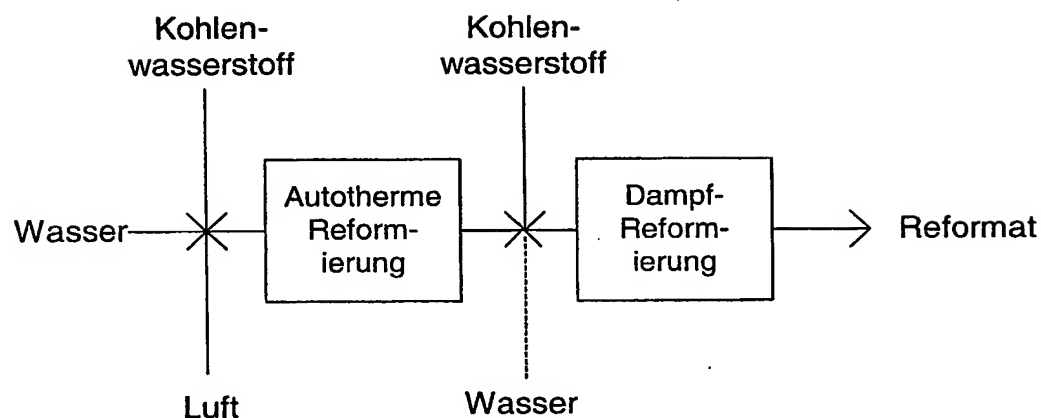 Kohlen-
wasserstoff
Kohlen-
wasserstoff
Wasser
Autotherme
Reform-
ierung
Dampf-
Reform-
ierung
Reformat
Luft
Wasser